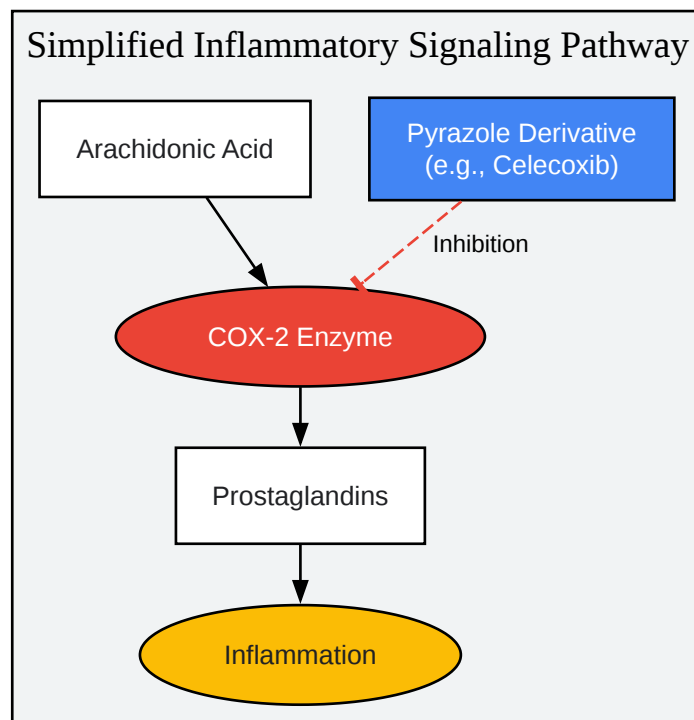 Simplified Inflammatory Signaling Pathway
Arachidonic Acid
Pyrazole Derivative
(e.g., Celecoxib)
Inhibition
COX-2 Enzyme
Prostaglandins
Inflammation